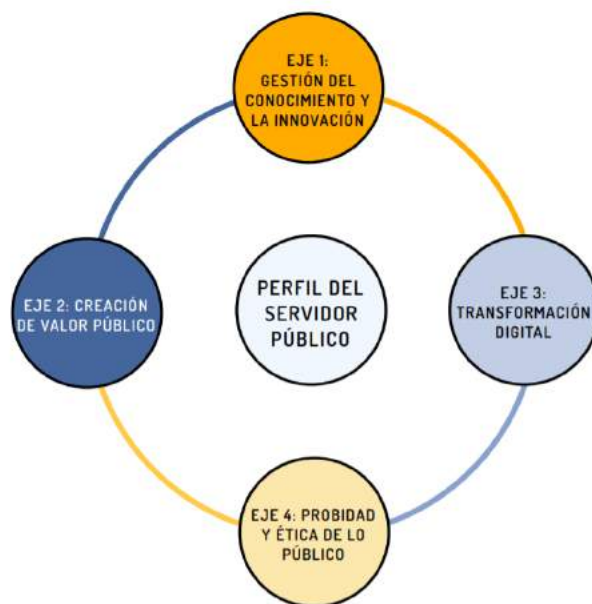 EJE 1:
GESTIÓN DEL
CONOCIMIENTO Y
LA INNOVACIÓN
EJE 2: CREACIÓN
DE VALOR PÚBLICO
PERFIL DEL
SERVIDOR
PÚBLICO
EJE 3:
TRANSFORMACIÓN
DIGITAL
EJE 4: PROBIDAD
Y ÉTICA DE LO
PÚBLICO